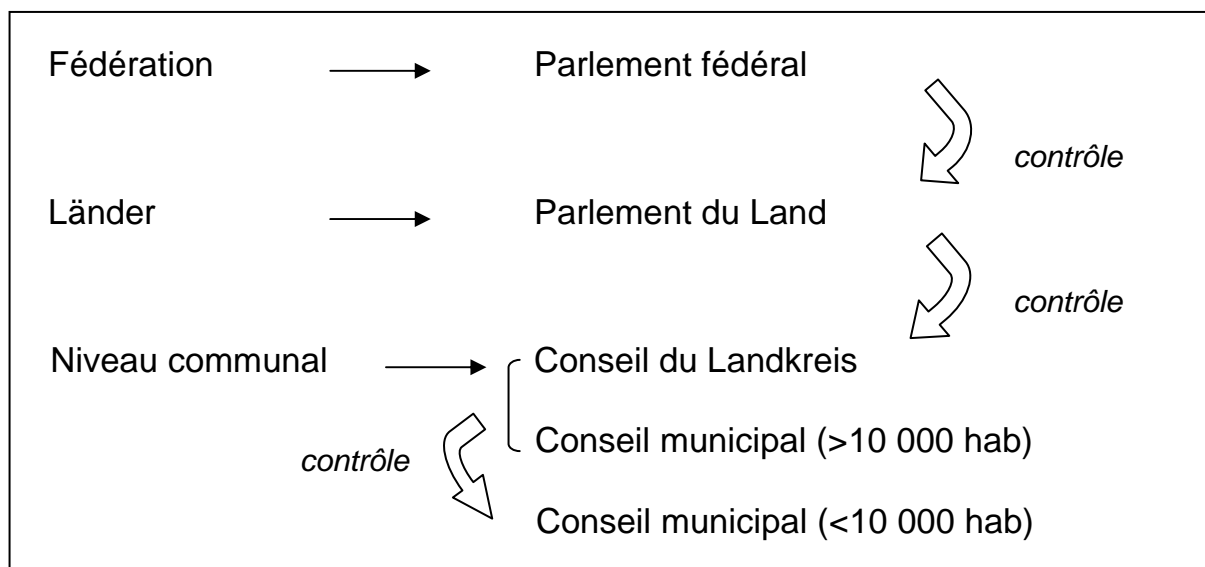 Fédération Parlement fédéral
contrôle
Länder Parlement du Land
contrôle
Niveau communal Conseil du Landkreis
Conseil municipal (>10 000 hab)
contrôle
Conseil municipal (<10 000 hab)